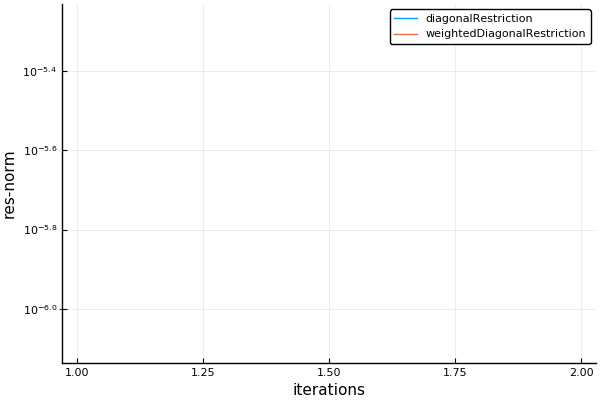 diagonalRestriction
weightedDiagonalRestriction
10^-5.4
10^-5.6
10^-5.8
10^-6.0
res-norm
1.00 1.25 1.50 1.75 2.00
iterations